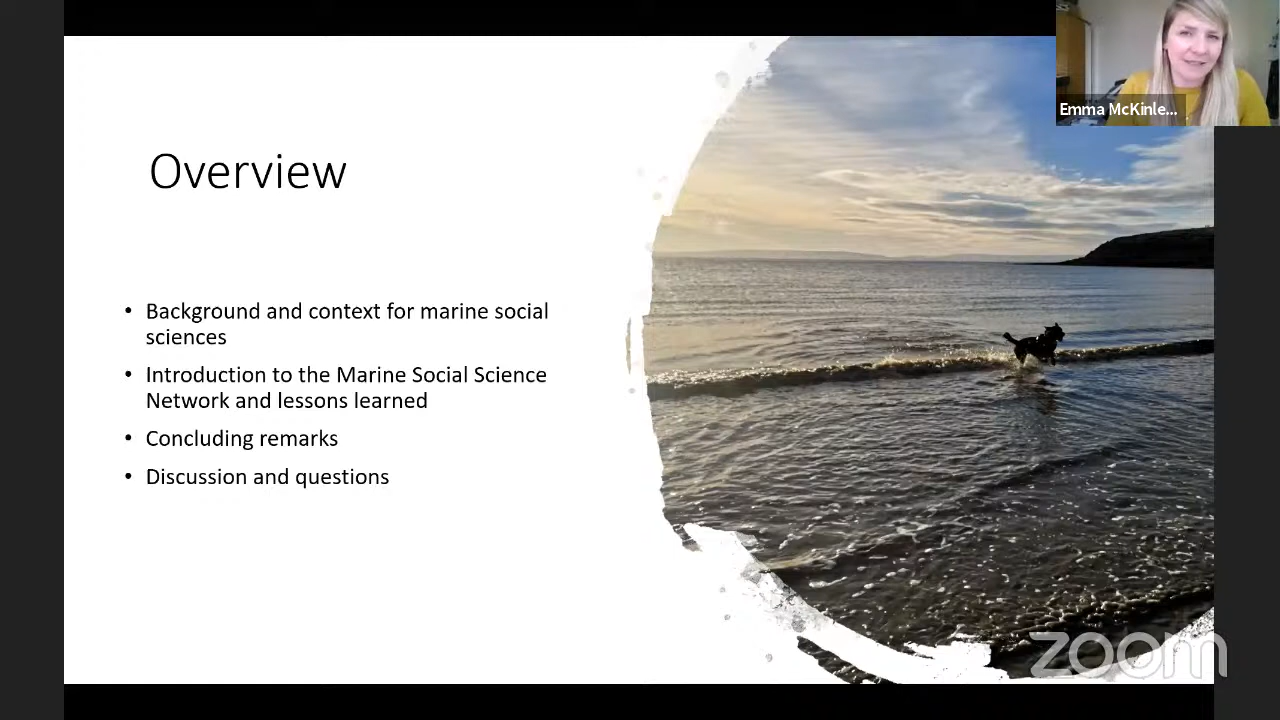 Emma McKinle...
Overview
• Background and context for marine social
sciences
• Introduction to the Marine Social Science
Network and lessons learned
• Concluding remarks
• Discussion and questions
zoom